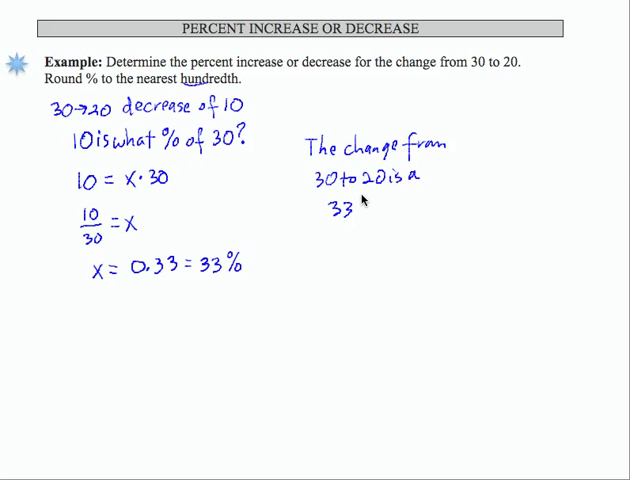 PERCENT INCREASE OR DECREASE
Example: Determine the percent increase or decrease for the change from 30 to 20.
Round % to the nearest hundredth.
30→20 decrease of 10
10 is what % of 30?
10 = x · 30
10/30 = x
x = 0.33 = 33%
The change from
30 to 20 is a
33